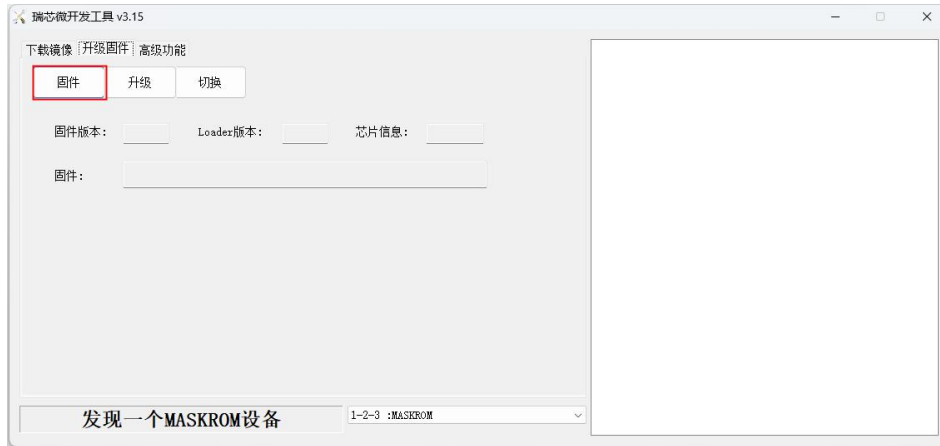 瑞芯微开发工具 v3.15
下载镜像 升级固件 高级功能
固件 升级 切换
固件版本: Loader版本: 芯片信息:
固件:
发现一个MASKROM设备 1-2-3 :MASKROM